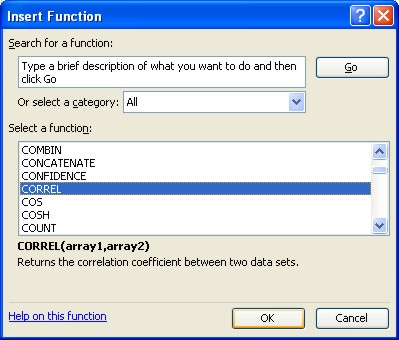 Insert Function
Search for a function:
Type a brief description of what you want to do and then
click Go
Go
Or select a category:
All
Select a function:
COMBIN
CONCATENATE
CONFIDENCE
CORREL
COS
COSH
COUNT
CORREL(array1,array2)
Returns the correlation coefficient between two data sets.
Help on this function
OK
Cancel